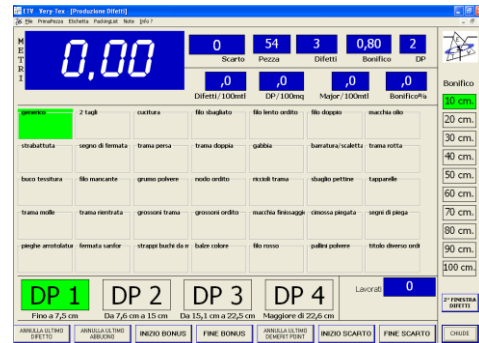 ITV Very-Tex - [Produzione Difetti]
File PrimaPezza Etichetta PackingList Note Info ?
METRI
0,00
0 54 3 0,80 2
Scarto Pezza Difetti Bonifico DP
,0 ,0 ,0 ,0
Difetti/100mtl DP/100mq Major/100mtl Bonifico%
Bonifico
10 cm.
20 cm.
30 cm.
40 cm.
50 cm.
60 cm.
70 cm.
80 cm.
90 cm.
100 cm.
generico 2 tagli cucitura filo sbagliato filo lento ordito filo doppio macchia olio
strabattuta segno di fermata trama persa trama doppia gabbia barratura/scaletta trama rotta
buco tessitura filo mancante grumo polvere nodo ordito riccioli trama sbaglio pettine tapparelle
trama molle trama rientrata grossoni trama grossoni ordito macchia finissaggio cimossa piegata segni di piega
pieghe arrotolatur fermata sanfor strappi buchi da m balze colore filo rosso pallini polvere titolo diverso ordi
DP 1 DP 2 DP 3 DP 4
Fino a 7,5 cm Da 7,6 cm a 15 cm Da 15,1 cm a 22,5 cm Maggiore di 22,6 cm
Lavorati 0
2° FINESTRA DIFETTI
ANNULLA ULTIMO DIFETTO
ANNULLA ULTIMO ABBUONO
INIZIO BONUS
FINE BONUS
ANNULLA ULTIMO DEMERIT POINT
INIZIO SCARTO
FINE SCARTO
CHIUDE